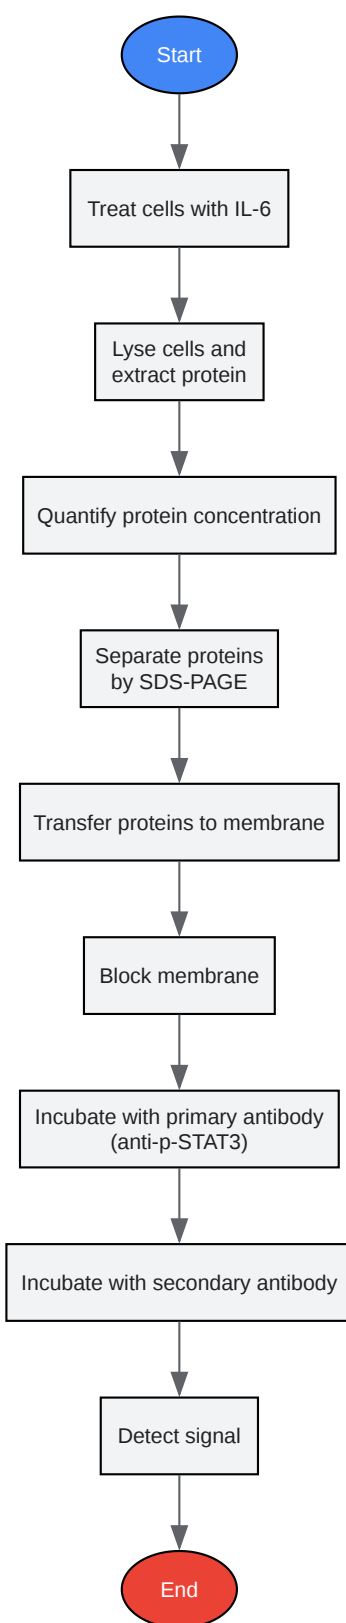 Start
Treat cells with IL-6
Lyse cells and
extract protein
Quantify protein concentration
Separate proteins
by SDS-PAGE
Transfer proteins to membrane
Block membrane
Incubate with primary antibody
(anti-p-STAT3)
Incubate with secondary antibody
Detect signal
End